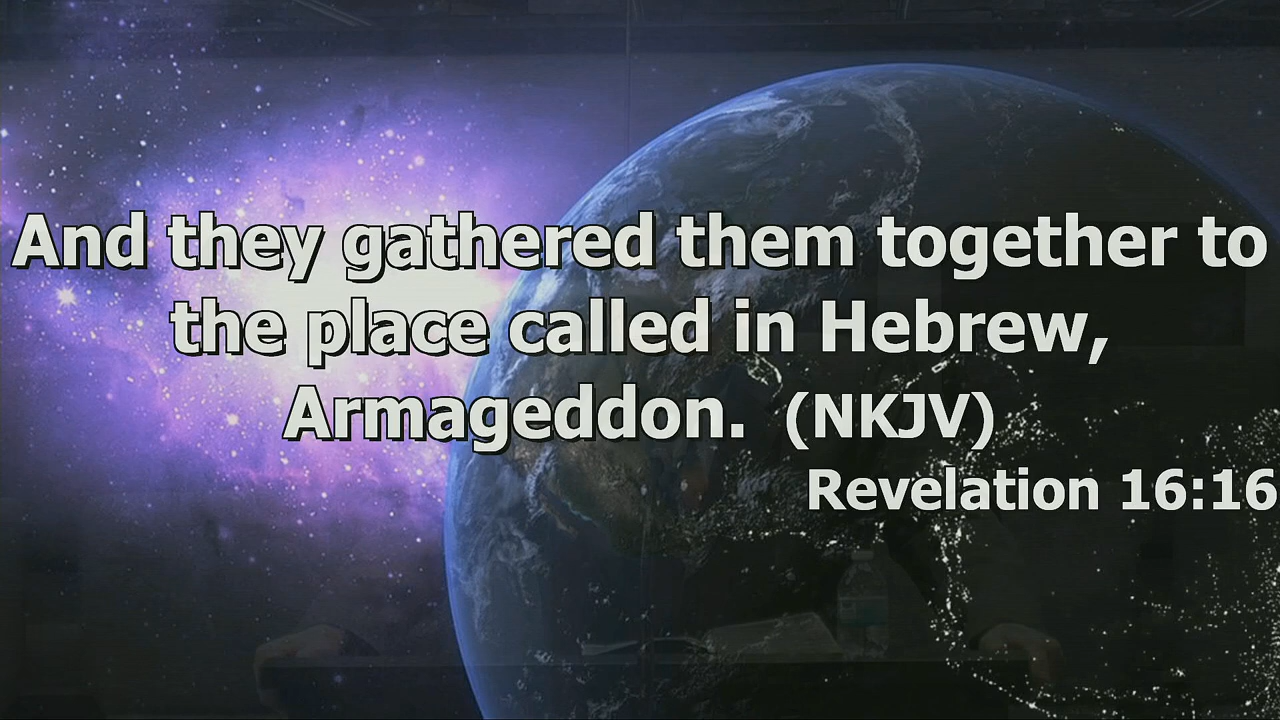 And they gathered them together to
the place called in Hebrew,
Armageddon. (NKJV)
Revelation 16:16